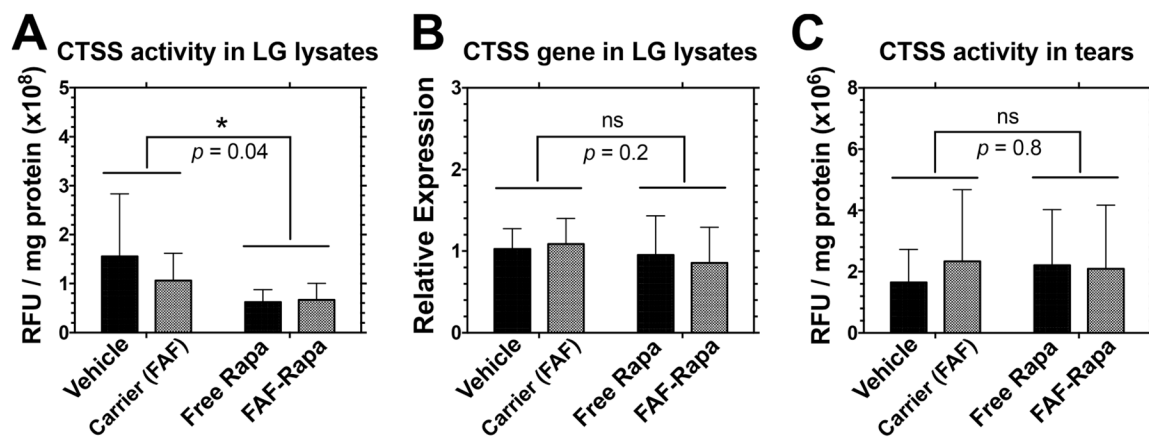 A
CTSS activity in LG lysates
RFU / mg protein (x10⁸)
5
4
3
2
1
0
*
p = 0.04
Vehicle
Carrier (FAF)
Free Rapa
FAF-Rapa
B
CTSS gene in LG lysates
Relative Expression
3
2
1
0
ns
p = 0.2
Vehicle
Carrier (FAF)
Free Rapa
FAF-Rapa
C
CTSS activity in tears
RFU / mg protein (x10⁶)
8
6
4
2
0
ns
p = 0.8
Vehicle
Carrier (FAF)
Free Rapa
FAF-Rapa